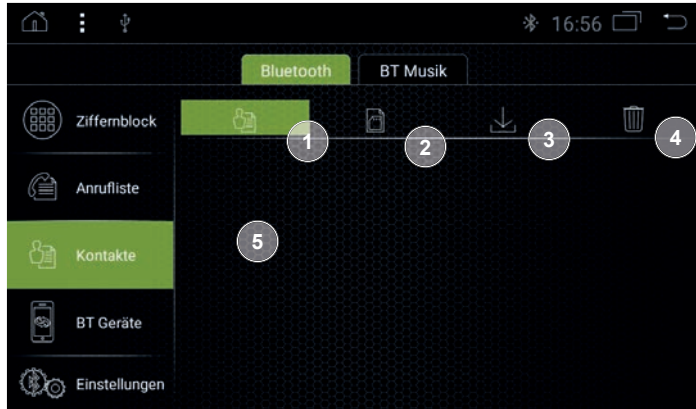 16:56
Bluetooth BT Musik
Ziffernblock
1 2 3 4
Anrufliste
5
Kontakte
BT Geräte
Einstellungen